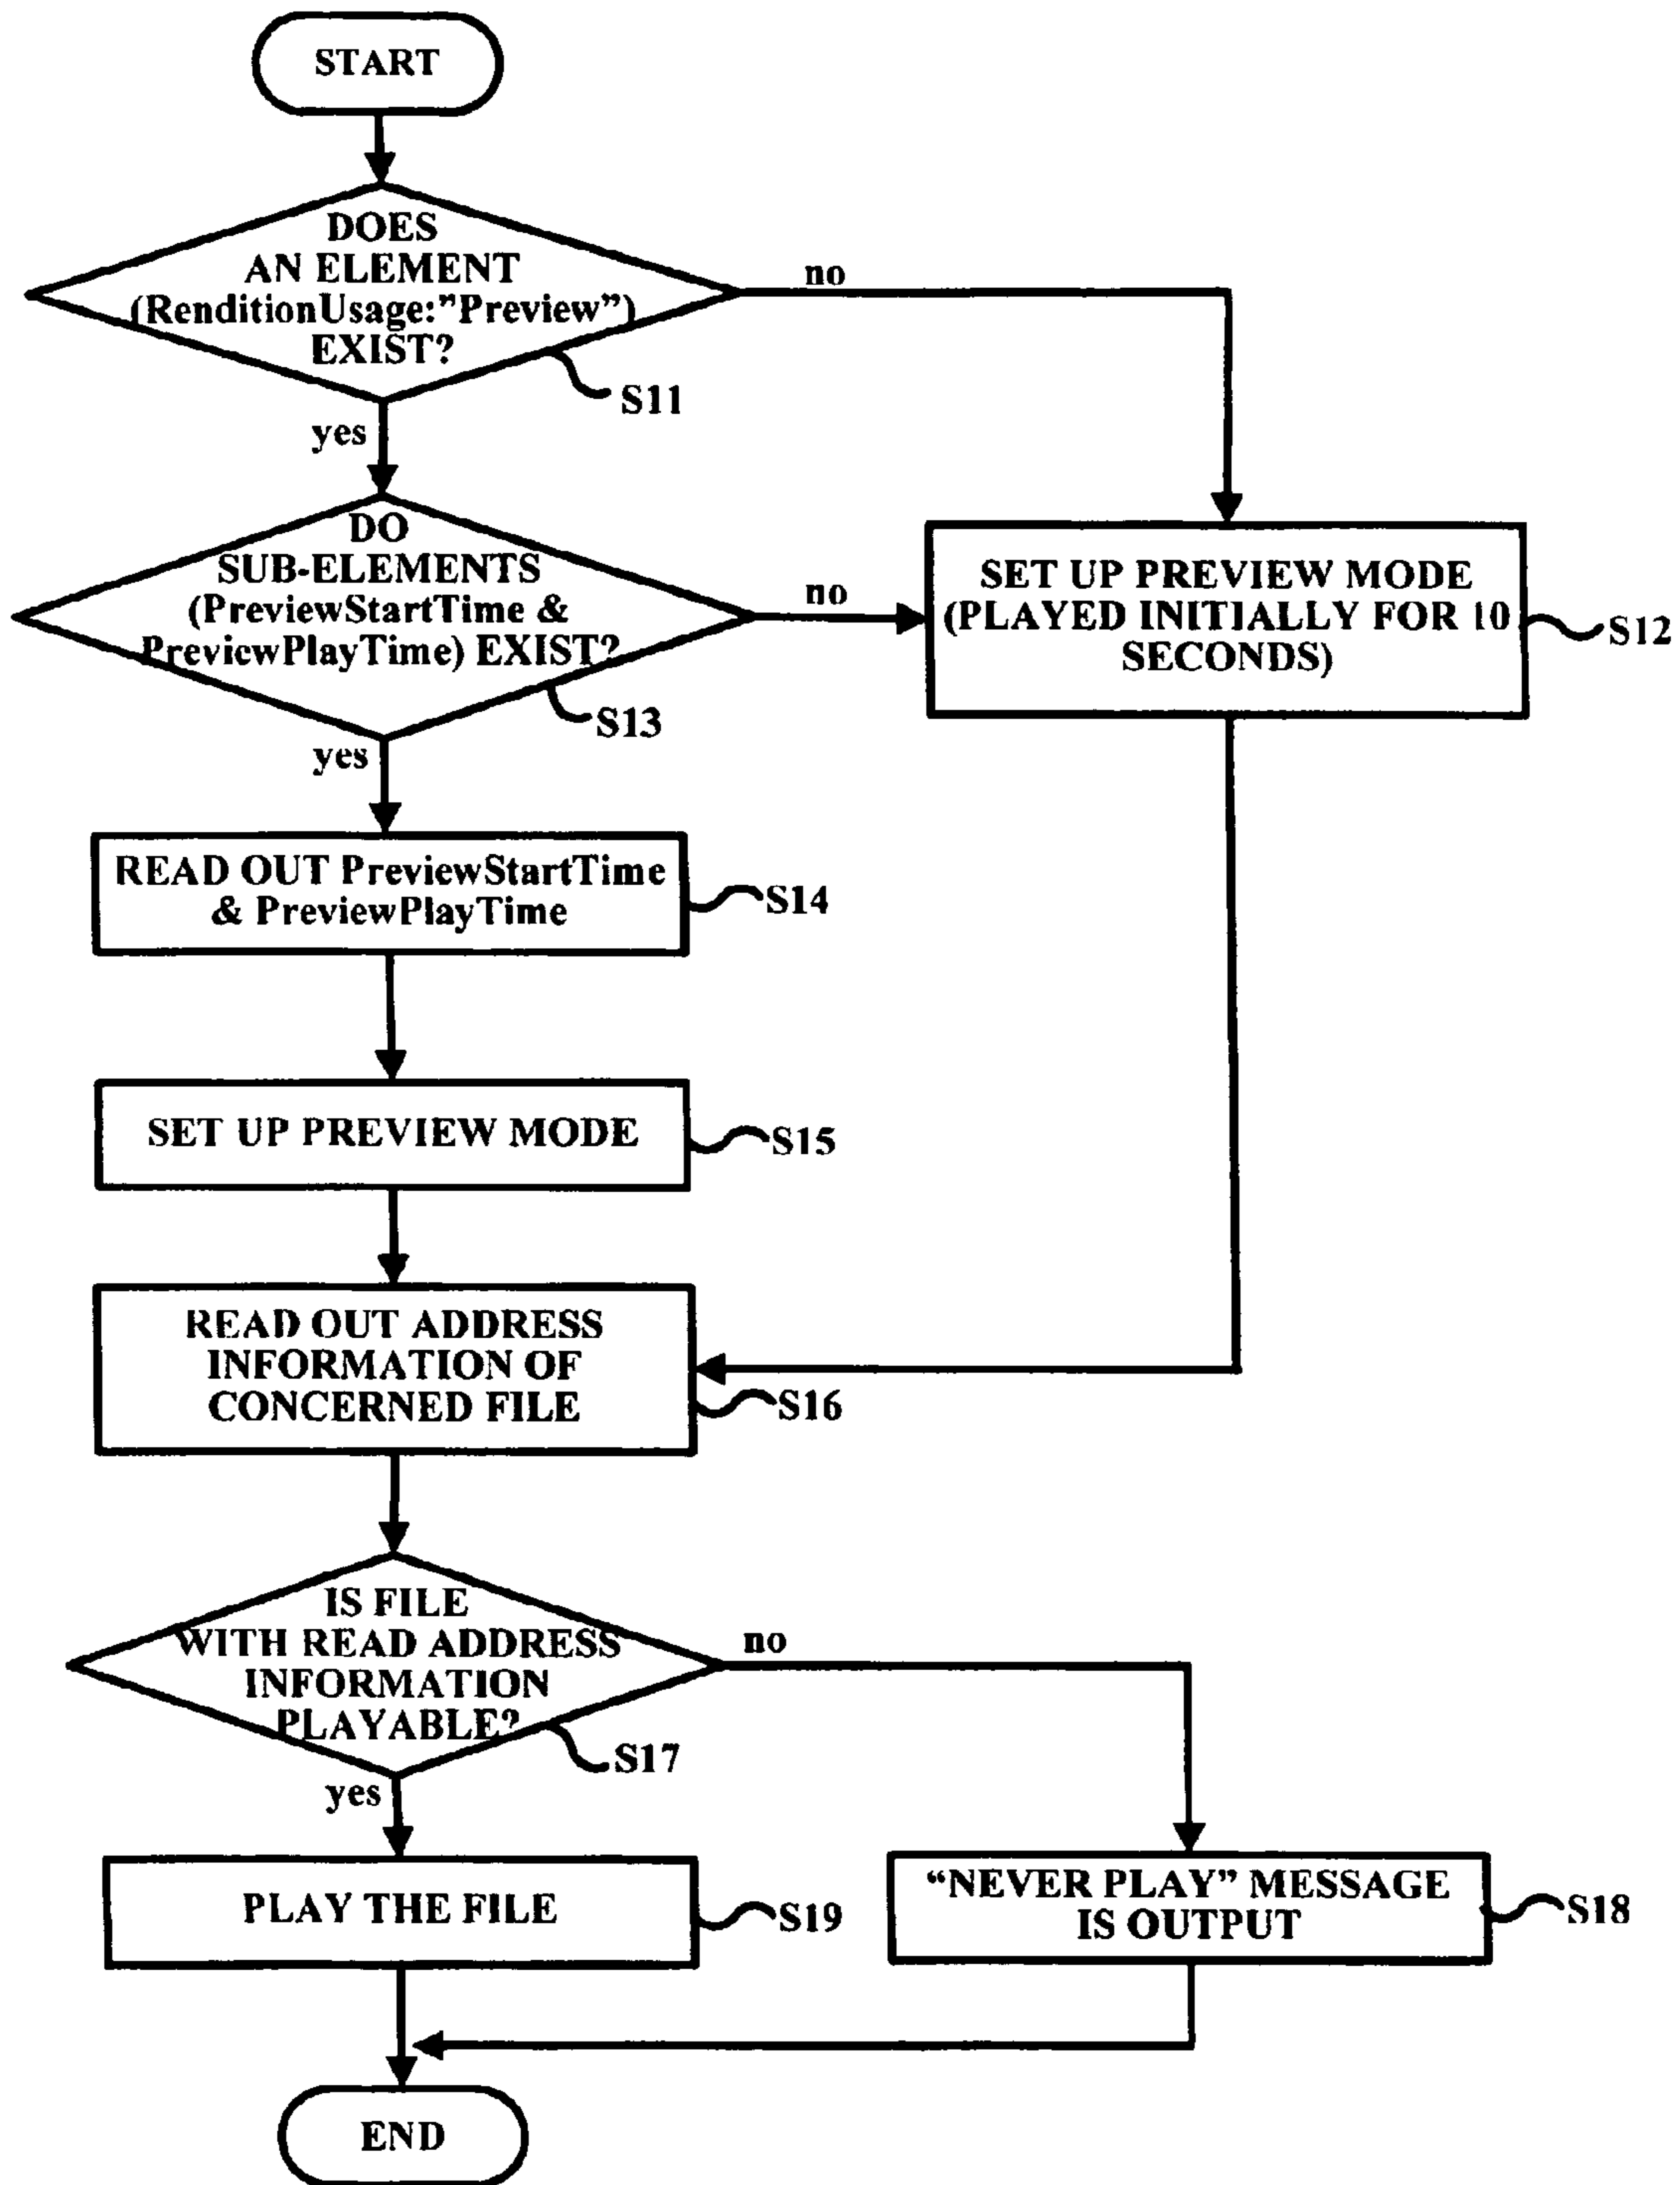 START
DOES
AN ELEMENT
(RenditionUsage:”Preview”)
EXIST?
no
S11
yes
DO
SUB-ELEMENTS
(PreviewStartTime &
PreviewPlayTime) EXIST?
no
S13
yes
SET UP PREVIEW MODE
(PLAYED INITIALLY FOR 10
SECONDS)
S12
READ OUT PreviewStartTime
& PreviewPlayTime
S14
SET UP PREVIEW MODE
S15
READ OUT ADDRESS
INFORMATION OF
CONCERNED FILE
S16
IS FILE
WITH READ ADDRESS
INFORMATION
PLAYABLE?
no
S17
yes
PLAY THE FILE
S19
“NEVER PLAY” MESSAGE
IS OUTPUT
S18
END